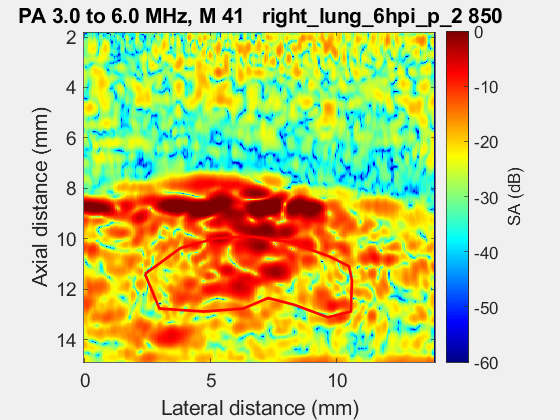 PA 3.0 to 6.0 MHz, M 41 right_lung_6hpi_p_2 850
2
4
6
8
10
12
14
Axial distance (mm)
0 5 10
Lateral distance (mm)
0
-10
-20
-30
-40
-50
-60
SA (dB)